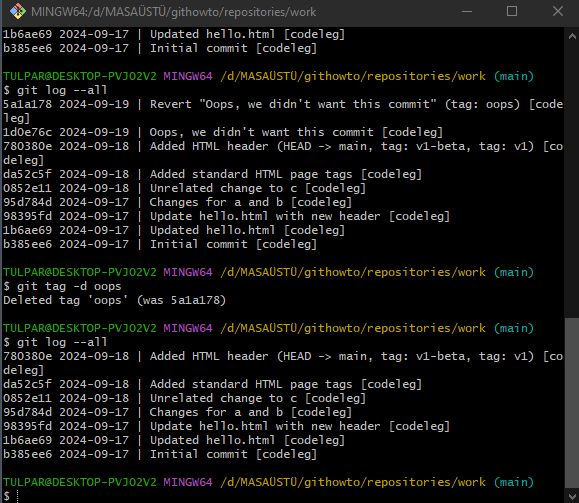 MINGW64:/d/MASAÜSTÜ/githowto/repositories/work
1b6ae69 2024-09-17 | Updated hello.html [codeleg]
b385ee6 2024-09-17 | Initial commit [codeleg]
TULPAR@DESKTOP-PVJO2V2 MINGW64 /d/MASAÜSTÜ/githowto/repositories/work (main)
$ git log --all
5a1a178 2024-09-19 | Revert "Oops, we didn't want this commit" (tag: oops) [code
leg]
1d0e76c 2024-09-19 | Oops, we didn't want this commit [codeleg]
780380e 2024-09-18 | Added HTML header (HEAD -> main, tag: v1-beta, tag: v1) [co
deleg]
da52c5f 2024-09-18 | Added standard HTML page tags [codeleg]
0852e11 2024-09-18 | Unrelated change to c [codeleg]
95d784d 2024-09-17 | Changes for a and b [codeleg]
98395fd 2024-09-17 | Update hello.html with new header [codeleg]
1b6ae69 2024-09-17 | Updated hello.html [codeleg]
b385ee6 2024-09-17 | Initial commit [codeleg]
TULPAR@DESKTOP-PVJO2V2 MINGW64 /d/MASAÜSTÜ/githowto/repositories/work (main)
$ git tag -d oops
Deleted tag 'oops' (was 5a1a178)
TULPAR@DESKTOP-PVJO2V2 MINGW64 /d/MASAÜSTÜ/githowto/repositories/work (main)
$ git log --all
780380e 2024-09-18 | Added HTML header (HEAD -> main, tag: v1-beta, tag: v1) [co
deleg]
da52c5f 2024-09-18 | Added standard HTML page tags [codeleg]
0852e11 2024-09-18 | Unrelated change to c [codeleg]
95d784d 2024-09-17 | Changes for a and b [codeleg]
98395fd 2024-09-17 | Update hello.html with new header [codeleg]
1b6ae69 2024-09-17 | Updated hello.html [codeleg]
b385ee6 2024-09-17 | Initial commit [codeleg]
TULPAR@DESKTOP-PVJO2V2 MINGW64 /d/MASAÜSTÜ/githowto/repositories/work (main)
$